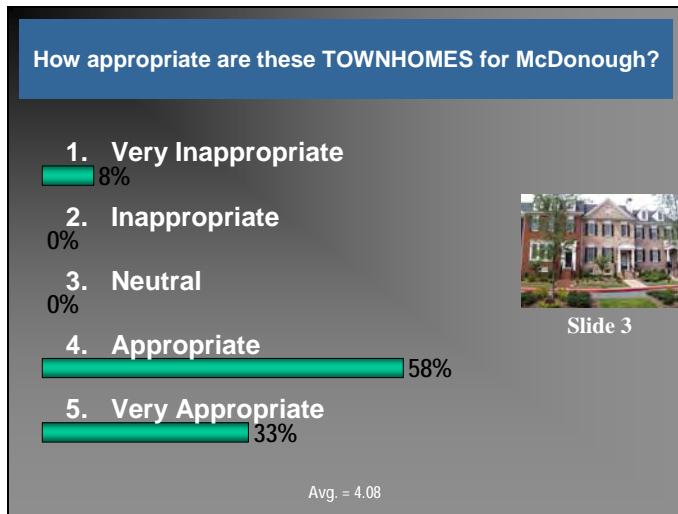 How appropriate are these TOWNHOMES for McDonough?
1. Very Inappropriate
8%
2. Inappropriate
0%
3. Neutral
0%
4. Appropriate
58%
5. Very Appropriate
33%
Slide 3
Avg. = 4.08